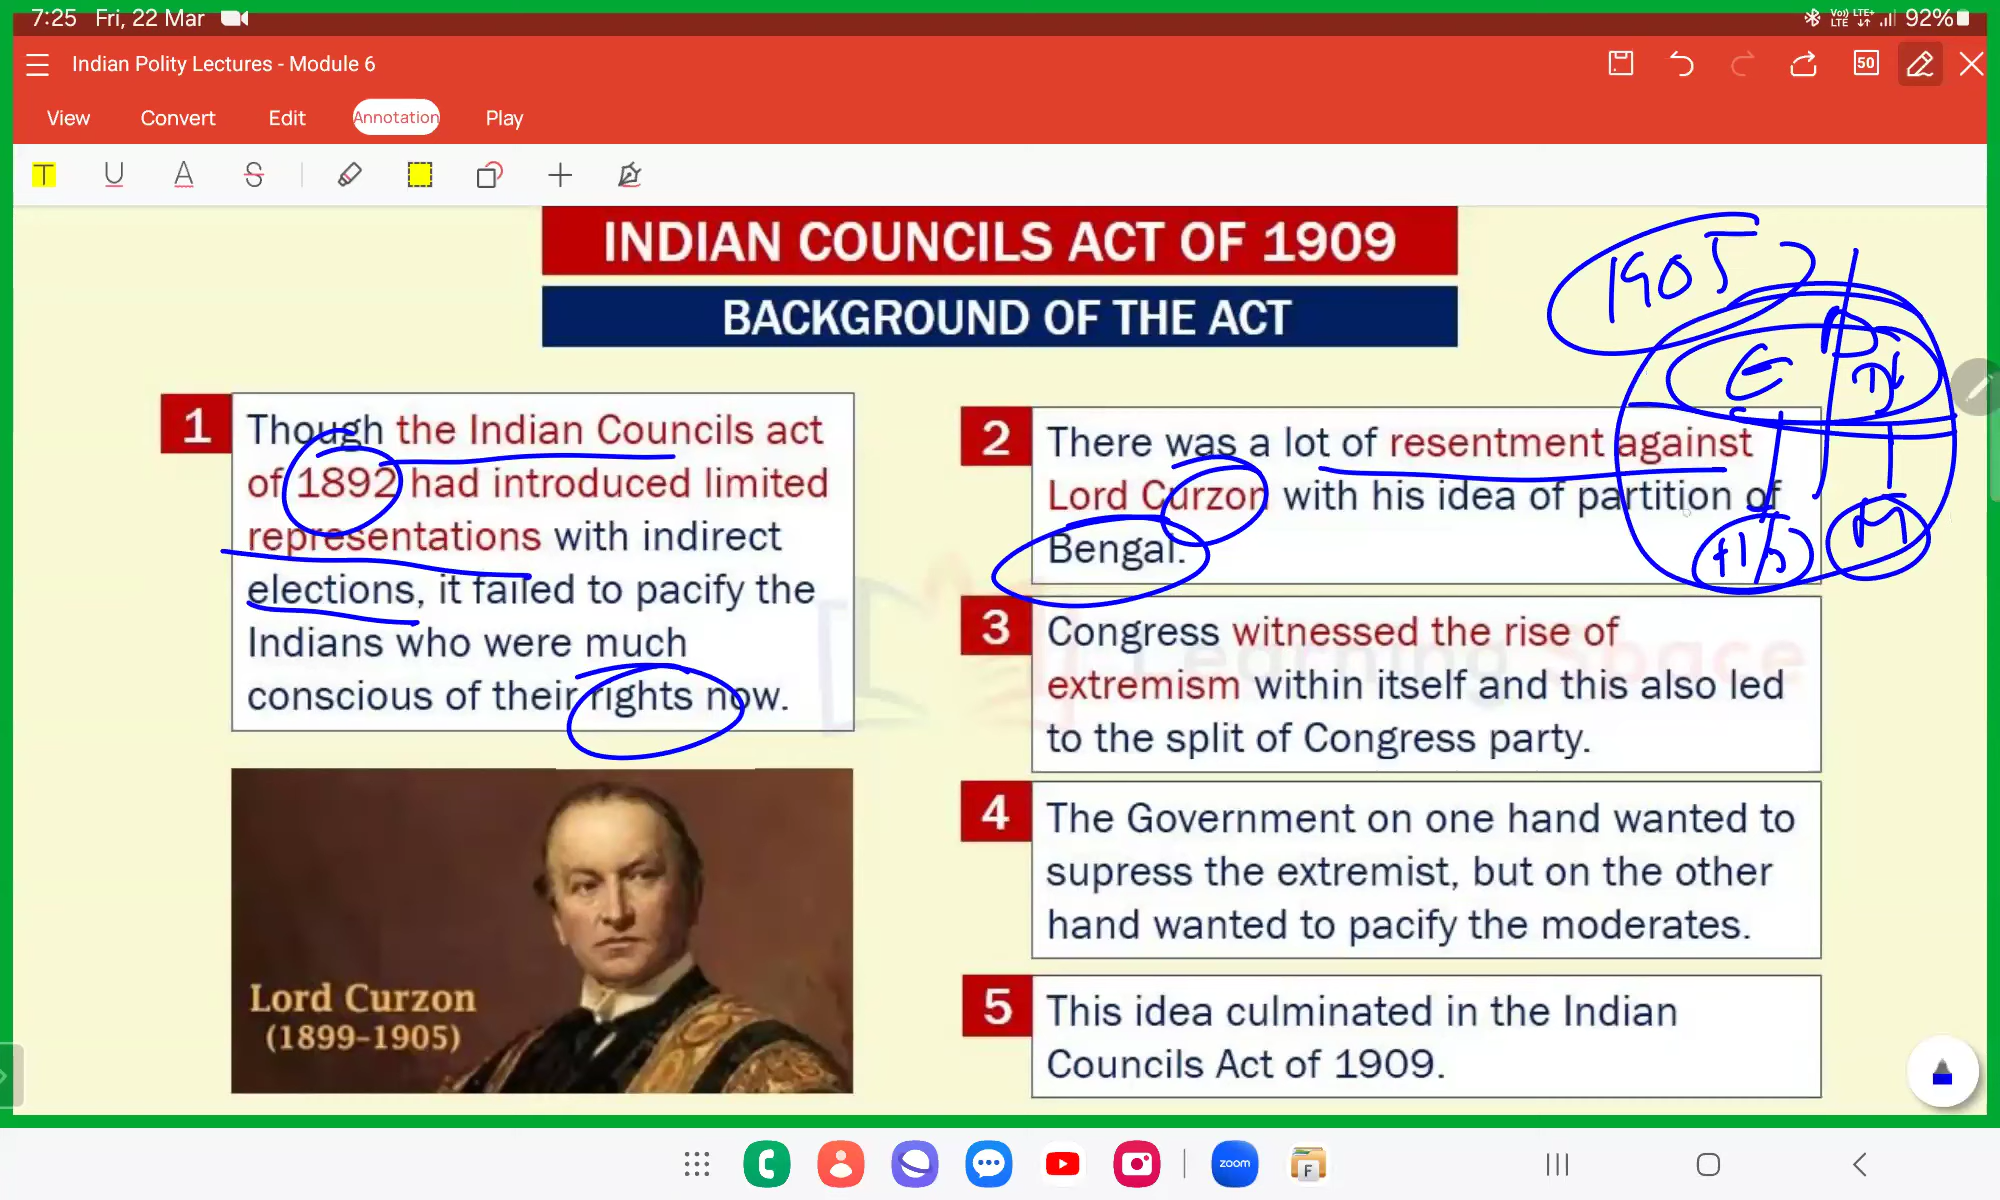 7:25 Fri, 22 Mar
Vo)) LTE LTE+ 92%
Indian Polity Lectures - Module 6
50
View Convert Edit Annotation Play
T U A S
INDIAN COUNCILS ACT OF 1909
BACKGROUND OF THE ACT
1905
1
Though the Indian Councils act
of 1892 had introduced limited
representations with indirect
elections, it failed to pacify the
Indians who were much
conscious of their rights now.
Lord Curzon
(1899-1905)
2
There was a lot of resentment against
Lord Curzon with his idea of partition of
Bengal.
B
E
M
3
Congress witnessed the rise of
extremism within itself and this also led
to the split of Congress party.
Learning Space
4
The Government on one hand wanted to
supress the extremist, but on the other
hand wanted to pacify the moderates.
5
This idea culminated in the Indian
Councils Act of 1909.
zoom
F